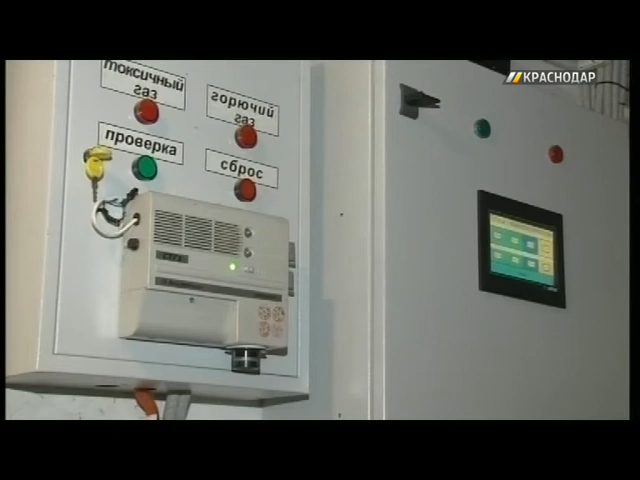 КРАСНОДАР
токсичный
газ
горючий
газ
проверка
сброс